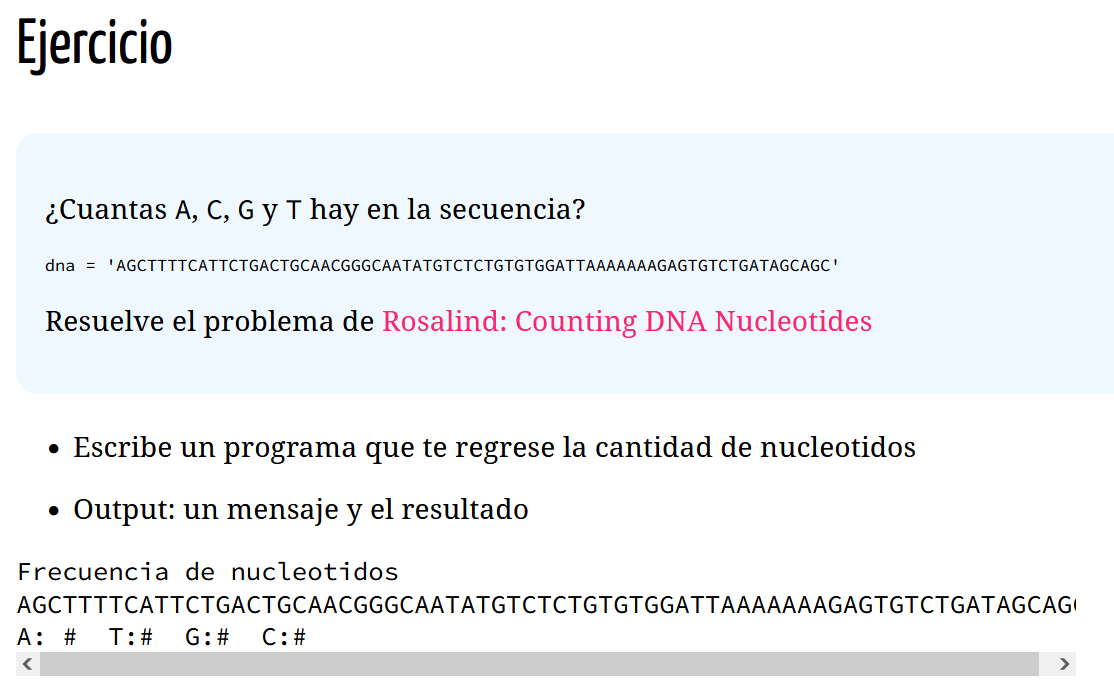 Ejercicio
¿Cuantas A, C, G y T hay en la secuencia?
dna = 'AGCTTTTCATTCTGACTGCAACGGGCAATATGTCTCTGTGTGGATTAAAAAAAGAGTGTCTGATAGCAGC'
Resuelve el problema de Rosalind: Counting DNA Nucleotides
• Escribe un programa que te regrese la cantidad de nucleotidos
• Output: un mensaje y el resultado
Frecuencia de nucleotidos
AGCTTTTCATTCTGACTGCAACGGGCAATATGTCTCTGTGTGGATTAAAAAAAGAGTGTCTGATAGCAG
A: #  T:#  G:#  C:#